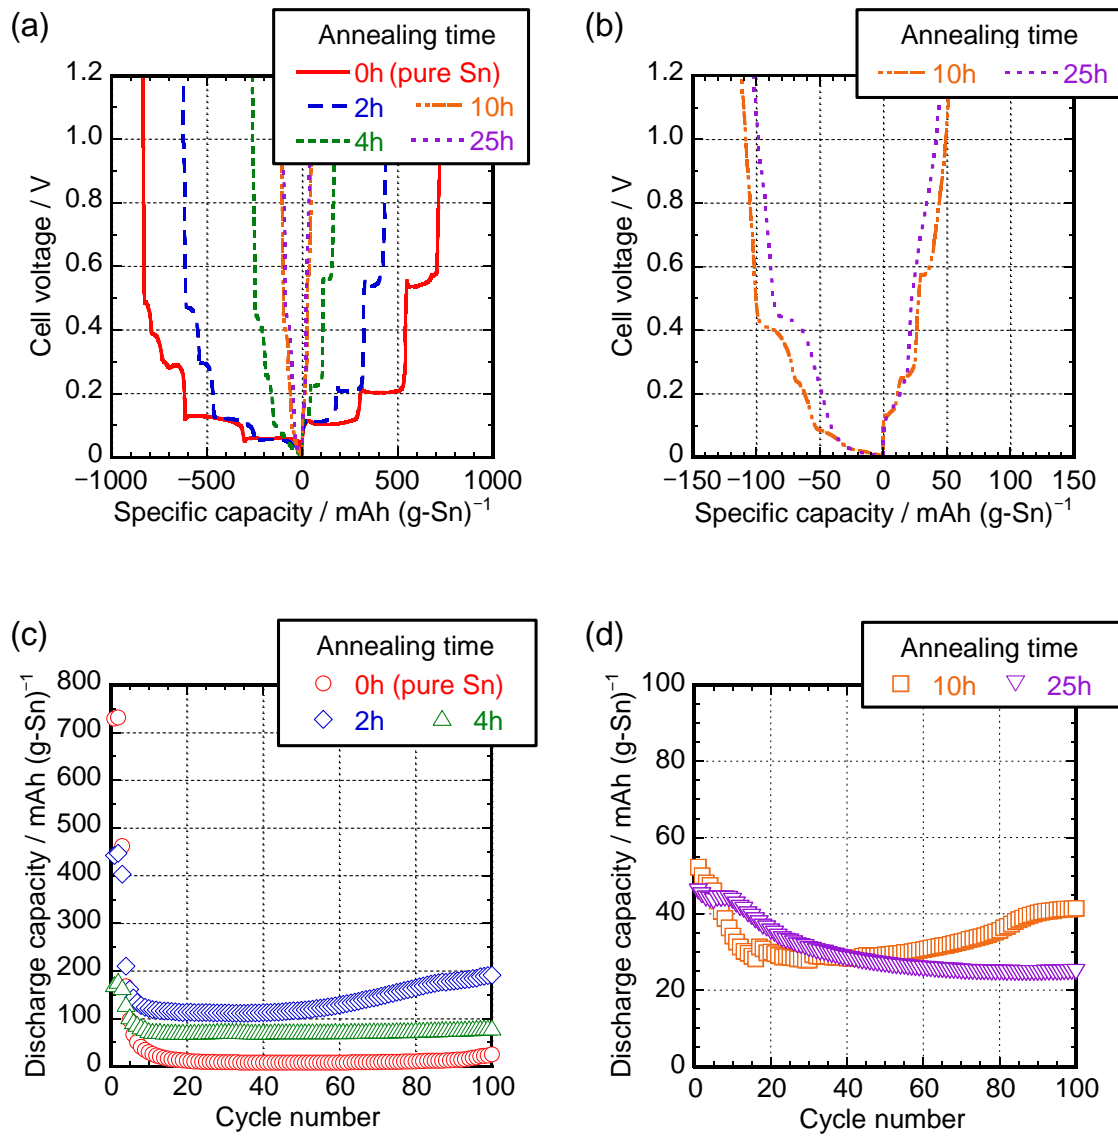 (a)
Annealing time
0h (pure Sn)
2h 10h
4h 25h
1.2
1.0
0.8
0.6
0.4
0.2
0
Cell voltage / V
−1000 −500 0 500 1000
Specific capacity / mAh (g-Sn)−1
(b)
Annealing time
10h 25h
1.2
1.0
0.8
0.6
0.4
0.2
0
Cell voltage / V
−150 −100 −50 0 50 100 150
Specific capacity / mAh (g-Sn)−1
(c)
Annealing time
0h (pure Sn)
2h 4h
800
700
600
500
400
300
200
100
0
Discharge capacity / mAh (g-Sn)−1
0 20 40 60 80 100
Cycle number
(d)
Annealing time
10h 25h
100
80
60
40
20
0
Discharge capacity / mAh (g-Sn)−1
0 20 40 60 80 100
Cycle number